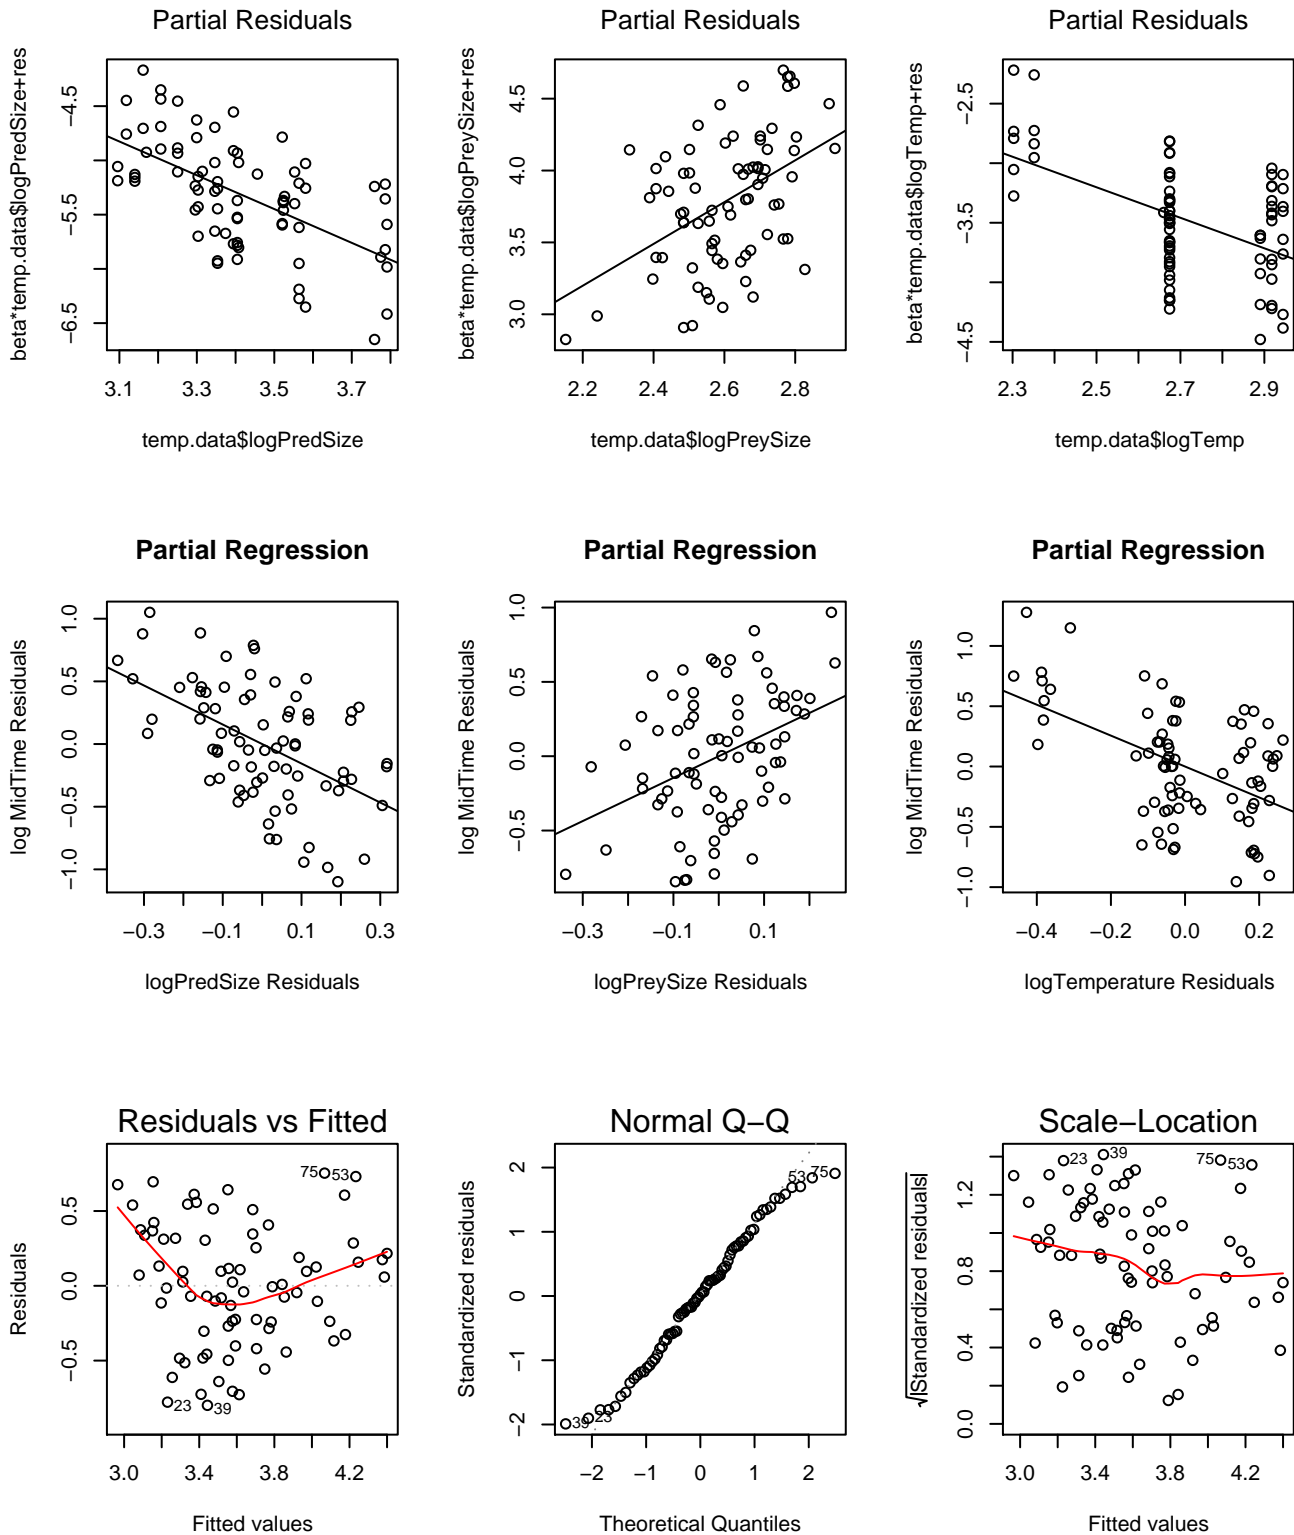 Partial Residuals
Partial Residuals
Partial Residuals
beta*temp.data$logPredSize+res
−4.5
−5.5
−6.5
3.1 3.3 3.5 3.7
temp.data$logPredSize
beta*temp.data$logPreySize+res
4.5
4.0
3.5
3.0
2.2 2.4 2.6 2.8
temp.data$logPreySize
beta*temp.data$logTemp+res
−2.5
−3.5
−4.5
2.3 2.5 2.7 2.9
temp.data$logTemp
Partial Regression
Partial Regression
Partial Regression
log MidTime Residuals
1.0
0.5
0.0
−0.5
−1.0
−0.3 −0.1 0.1 0.3
logPredSize Residuals
log MidTime Residuals
1.0
0.5
0.0
−0.5
−0.3 −0.1 0.1
logPreySize Residuals
log MidTime Residuals
1.0
0.5
0.0
−0.5
−1.0
−0.4 −0.2 0.0 0.2
logTemperature Residuals
Residuals vs Fitted
Normal Q−Q
Scale−Location
Residuals
0.5
0.0
−0.5
75 53
23 39
3.0 3.4 3.8 4.2
Fitted values
Standardized residuals
2
1
0
−1
−2
53 75
39 23
−2 −1 0 1 2
Theoretical Quantiles
√|Standardized residuals|
1.2
0.8
0.4
0.0
23 39 75 53
3.0 3.4 3.8 4.2
Fitted values